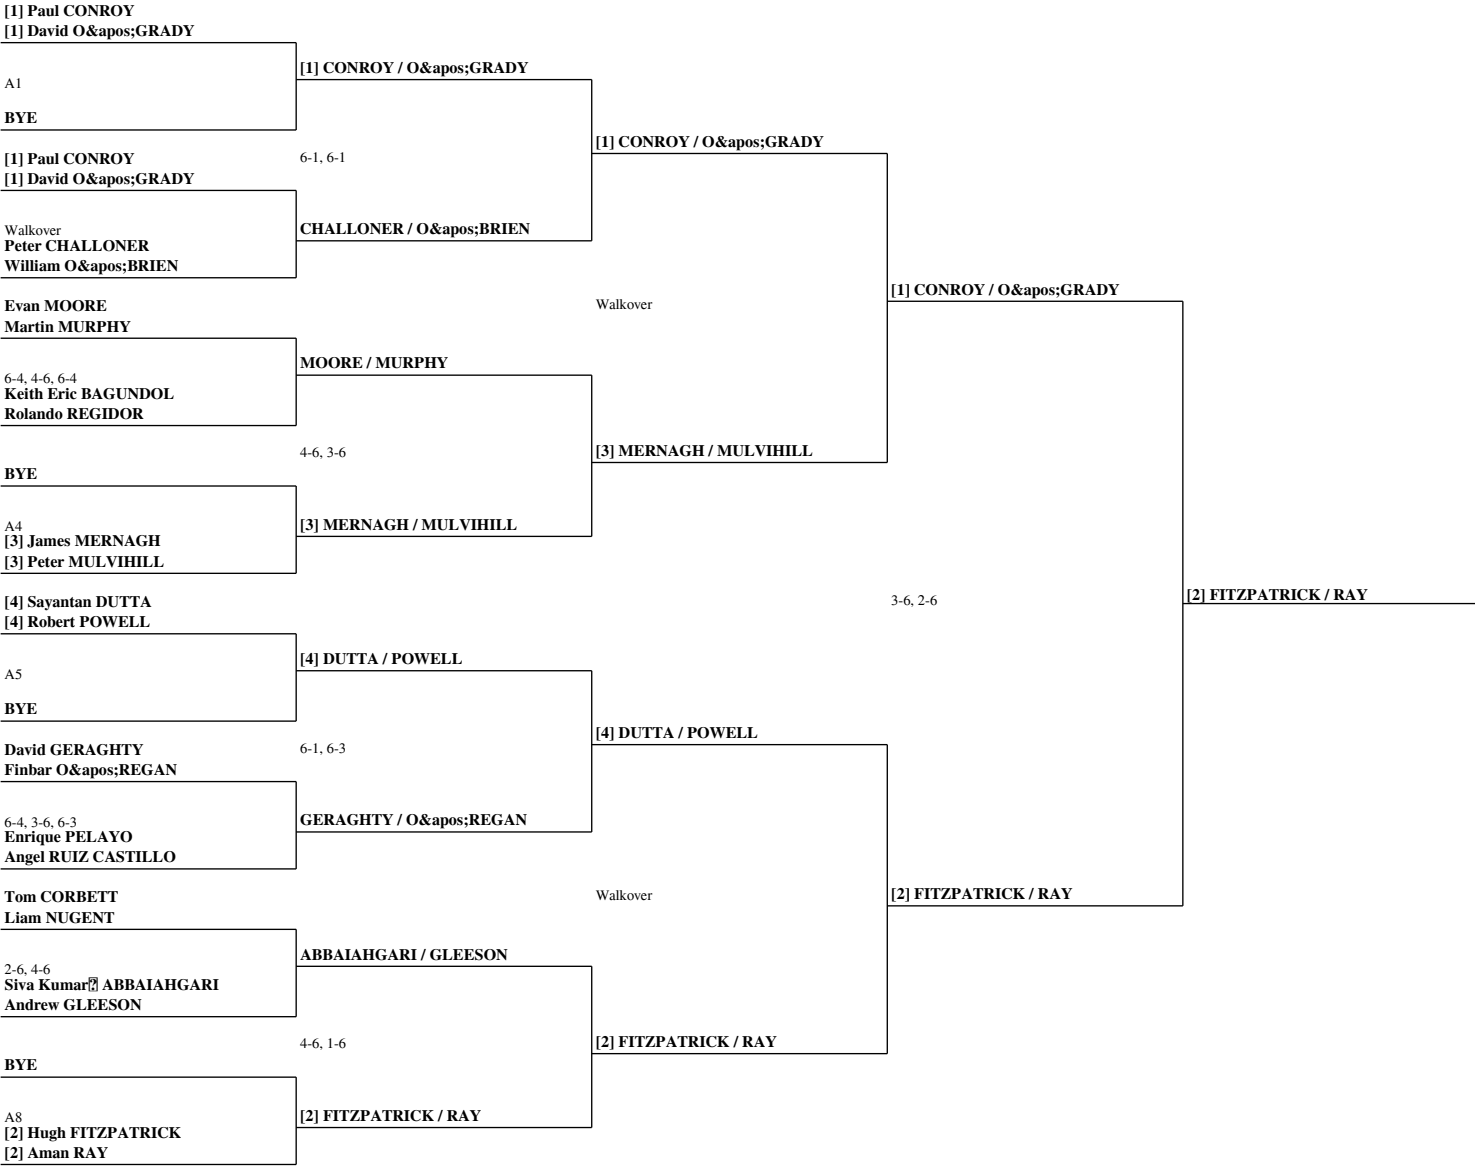 [1] Paul CONROY
[1] David O&apos;GRADY
A1
BYE
[1] Paul CONROY
[1] David O&apos;GRADY
Walkover
Peter CHALLONER
William O&apos;BRIEN
Evan MOORE
Martin MURPHY
6-4, 4-6, 6-4
Keith Eric BAGUNDOL
Rolando REGIDOR
BYE
A4
[3] James MERNAGH
[3] Peter MULVIHILL
[4] Sayantan DUTTA
[4] Robert POWELL
A5
BYE
David GERAGHTY
Finbar O&apos;REGAN
6-4, 3-6, 6-3
Enrique PELAYO
Angel RUIZ CASTILLO
Tom CORBETT
Liam NUGENT
2-6, 4-6
Siva Kumar⍰ ABBAIAHGARI
Andrew GLEESON
BYE
A8
[2] Hugh FITZPATRICK
[2] Aman RAY
[1] CONROY / O&apos;GRADY
6-1, 6-1
CHALLONER / O&apos;BRIEN
MOORE / MURPHY
4-6, 3-6
[3] MERNAGH / MULVIHILL
[4] DUTTA / POWELL
6-1, 6-3
GERAGHTY / O&apos;REGAN
ABBAIAHGARI / GLEESON
4-6, 1-6
[2] FITZPATRICK / RAY
[1] CONROY / O&apos;GRADY
Walkover
[3] MERNAGH / MULVIHILL
[4] DUTTA / POWELL
Walkover
[2] FITZPATRICK / RAY
[1] CONROY / O&apos;GRADY
3-6, 2-6
[2] FITZPATRICK / RAY
[2] FITZPATRICK / RAY